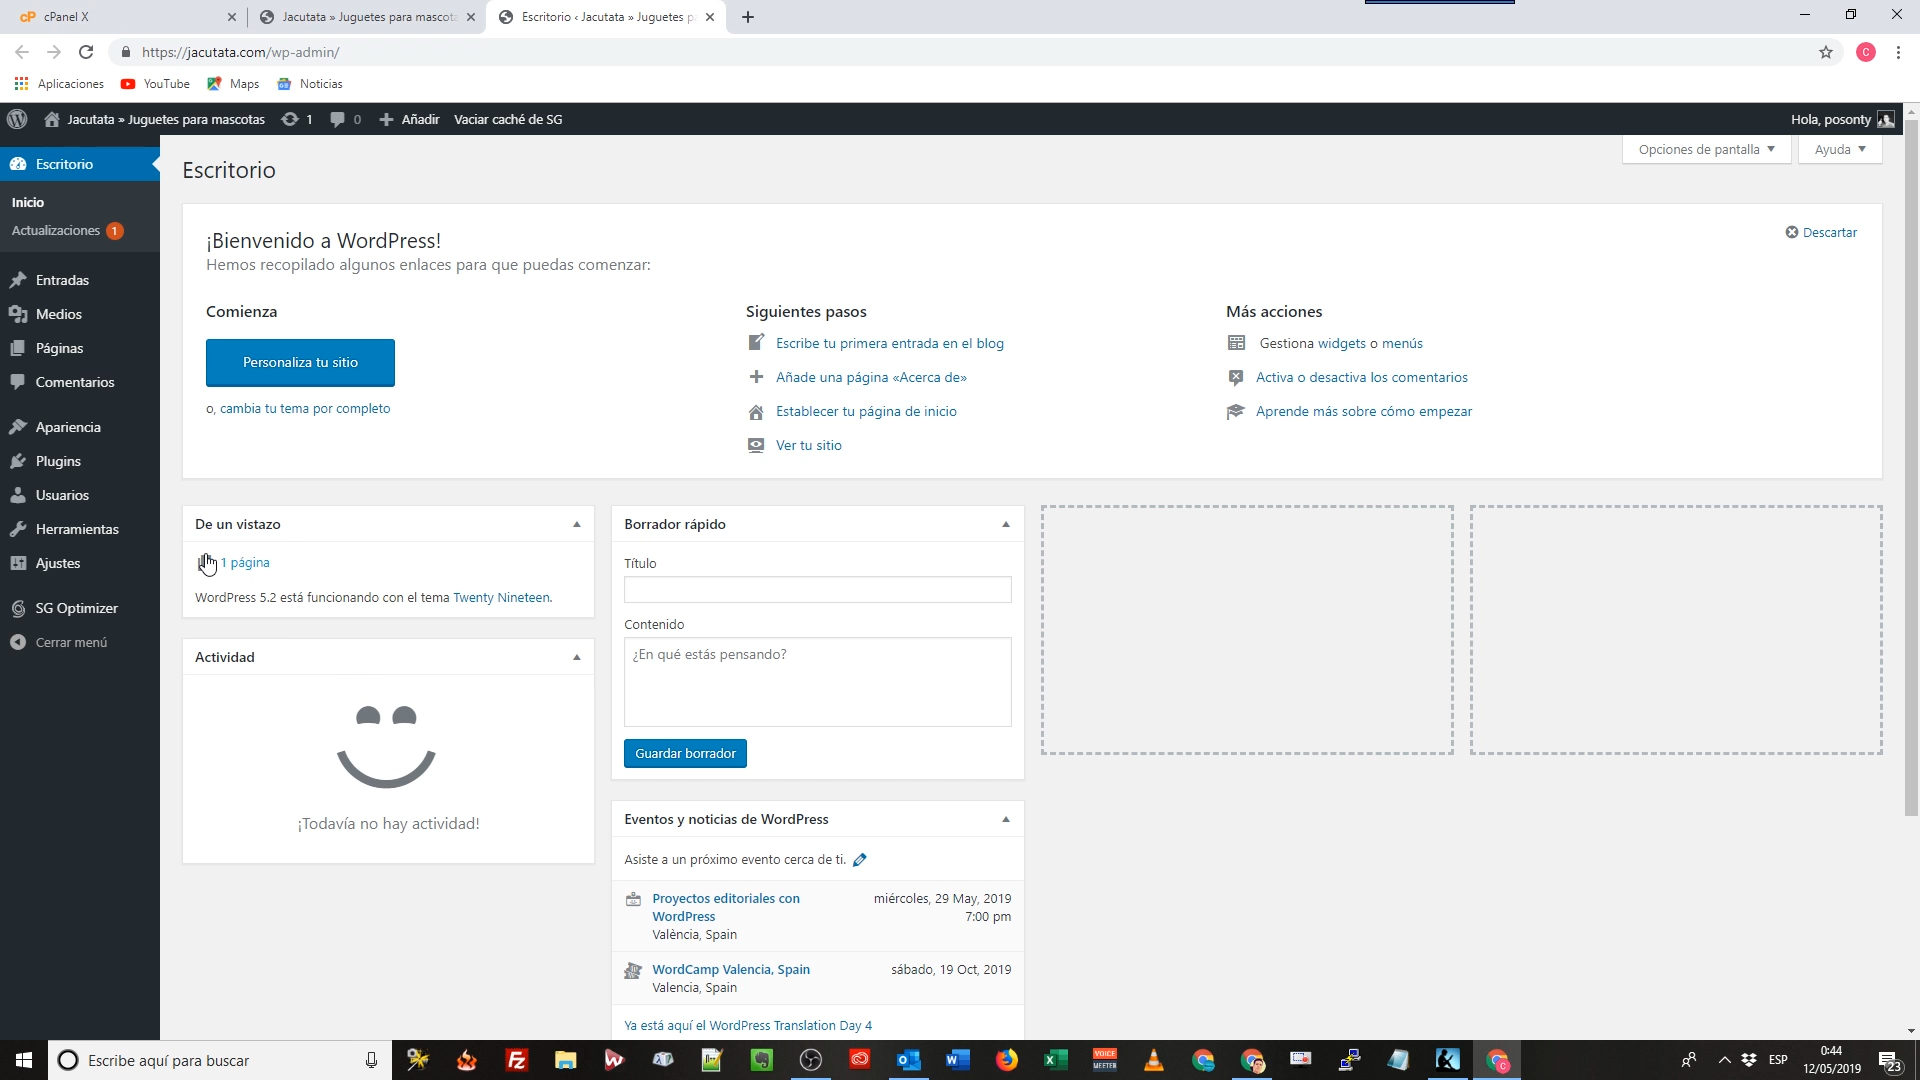 cPanel X
Jacutata » Juguetes para mascota
Escritorio ‹ Jacutata » Juguetes p
https://jacutata.com/wp-admin/
C
Aplicaciones
YouTube
Maps
Noticias
Jacutata » Juguetes para mascotas
1
0
Añadir
Vaciar caché de SG
Hola, posonty
Escritorio
Inicio
Actualizaciones 1
Entradas
Medios
Páginas
Comentarios
Apariencia
Plugins
Usuarios
Herramientas
Ajustes
SG Optimizer
Cerrar menú
Escritorio
Opciones de pantalla
Ayuda
¡Bienvenido a WordPress!
Hemos recopilado algunos enlaces para que puedas comenzar:
Descartar
Comienza
Personaliza tu sitio
o, cambia tu tema por completo
Siguientes pasos
Escribe tu primera entrada en el blog
Añade una página «Acerca de»
Establecer tu página de inicio
Ver tu sitio
Más acciones
Gestiona widgets o menús
Activa o desactiva los comentarios
Aprende más sobre cómo empezar
De un vistazo
1 página
WordPress 5.2 está funcionando con el tema Twenty Nineteen.
Actividad
¡Todavía no hay actividad!
Borrador rápido
Título
Contenido
¿En qué estás pensando?
Guardar borrador
Eventos y noticias de WordPress
Asiste a un próximo evento cerca de ti.
Proyectos editoriales con
WordPress
València, Spain
miércoles, 29 May, 2019
7:00 pm
WordCamp Valencia, Spain
Valencia, Spain
sábado, 19 Oct, 2019
Ya está aquí el WordPress Translation Day 4
Escribe aquí para buscar
VOICE
MEETER
ESP
0:44
12/05/2019
23